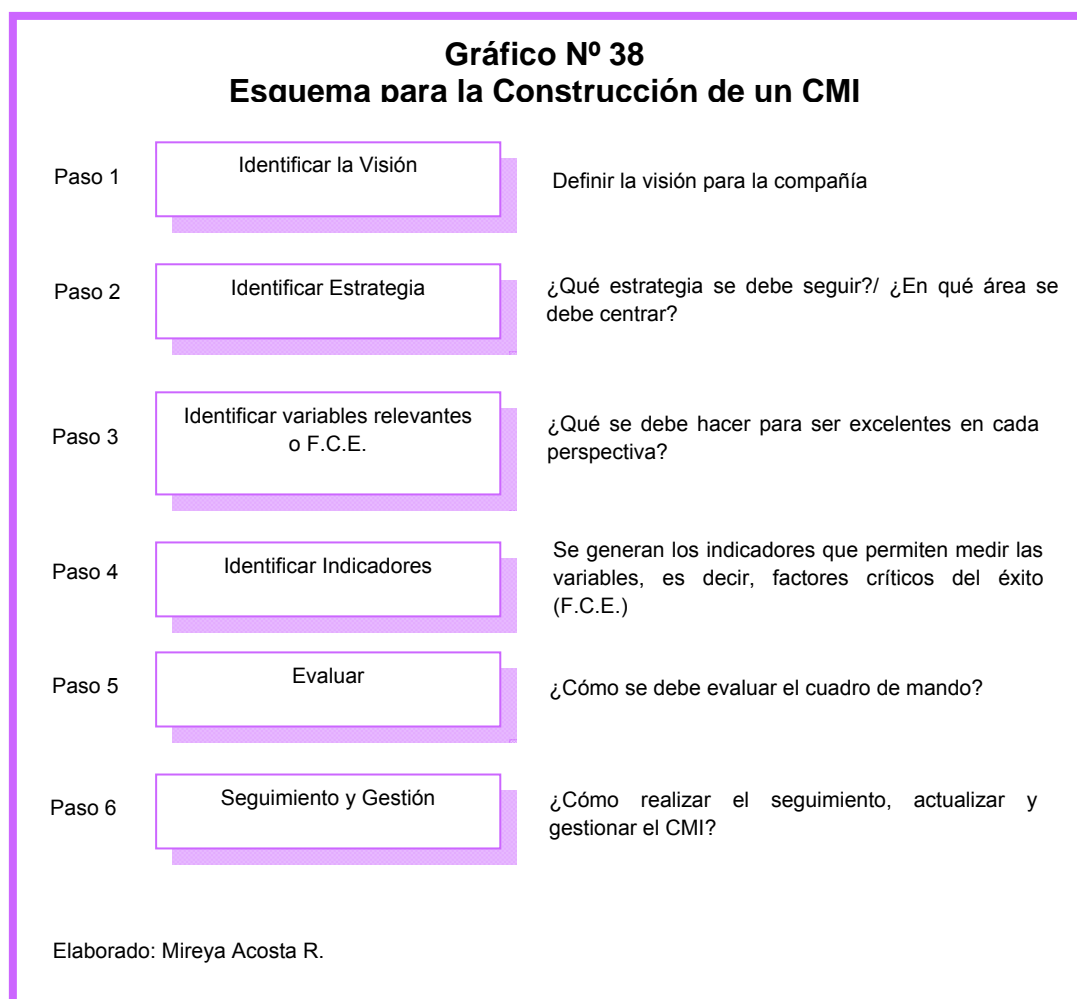 Gráfico Nº 38
Esquema para la Construcción de un CMI
Paso 1
Identificar la Visión
Definir la visión para la compañía
Paso 2
Identificar Estrategia
¿Qué estrategia se debe seguir?/ ¿En qué área se
debe centrar?
Paso 3
Identificar variables relevantes
o F.C.E.
¿Qué se debe hacer para ser excelentes en cada
perspectiva?
Paso 4
Identificar Indicadores
Se generan los indicadores que permiten medir las
variables, es decir, factores críticos del éxito
(F.C.E.)
Paso 5
Evaluar
¿Cómo se debe evaluar el cuadro de mando?
Paso 6
Seguimiento y Gestión
¿Cómo realizar el seguimiento, actualizar y
gestionar el CMI?
Elaborado: Mireya Acosta R.